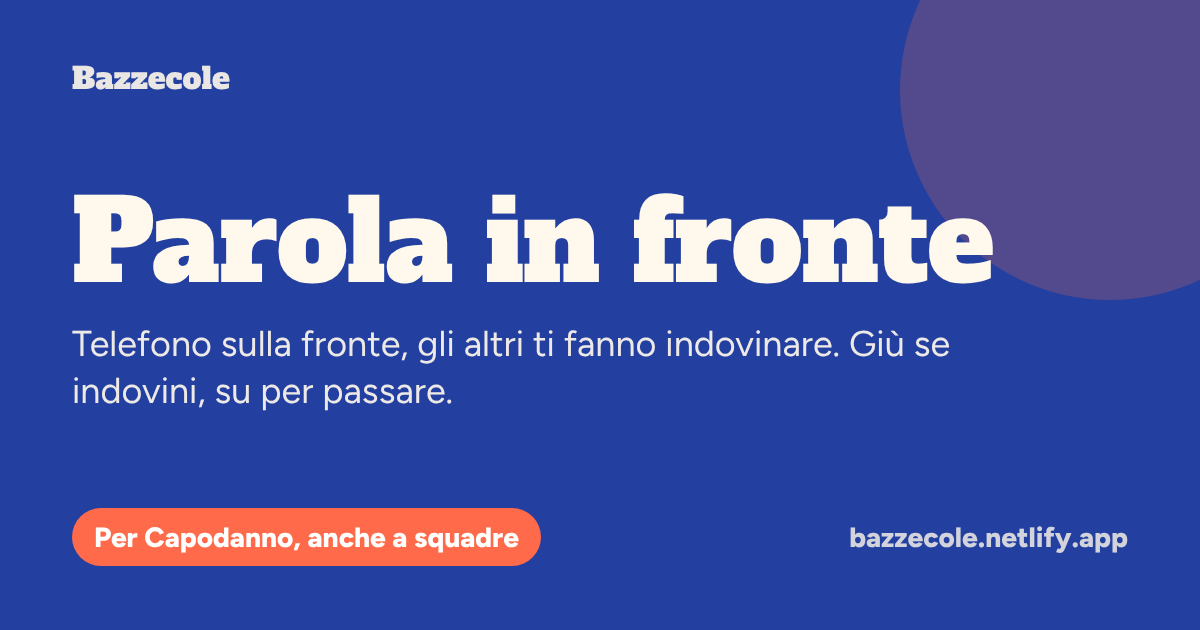 Bazzecole
Parola in fronte
Telefono sulla fronte, gli altri ti fanno indovinare. Giù se
indovini, su per passare.
Per Capodanno, anche a squadre
bazzecole.netlify.app